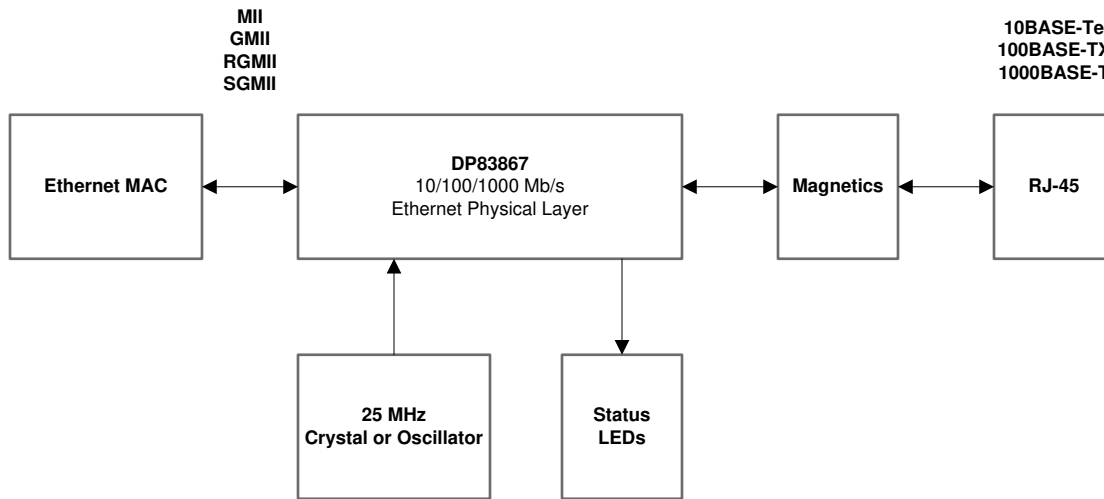 MII
GMII
RGMII
SGMII
10BASE-Te
100BASE-TX
1000BASE-T
Ethernet MAC
DP83867
10/100/1000 Mb/s
Ethernet Physical Layer
Magnetics
RJ-45
25 MHz
Crystal or Oscillator
Status
LEDs